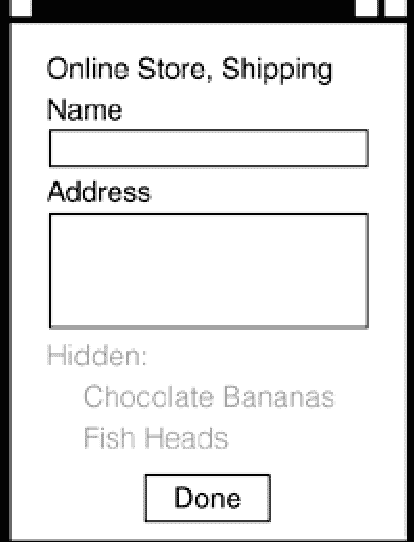 Online Store, Shipping
Name
Address
Hidden:
Chocolate Bananas
Fish Heads
Done